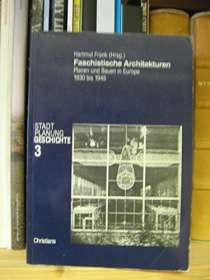 Hartmut Frank (Hrsg.)
Faschistische Architekturen
Planen und Bauen in Europa
1930 bis 1945
STADT
PLANUNG
GESCHICHTE
3
Christians